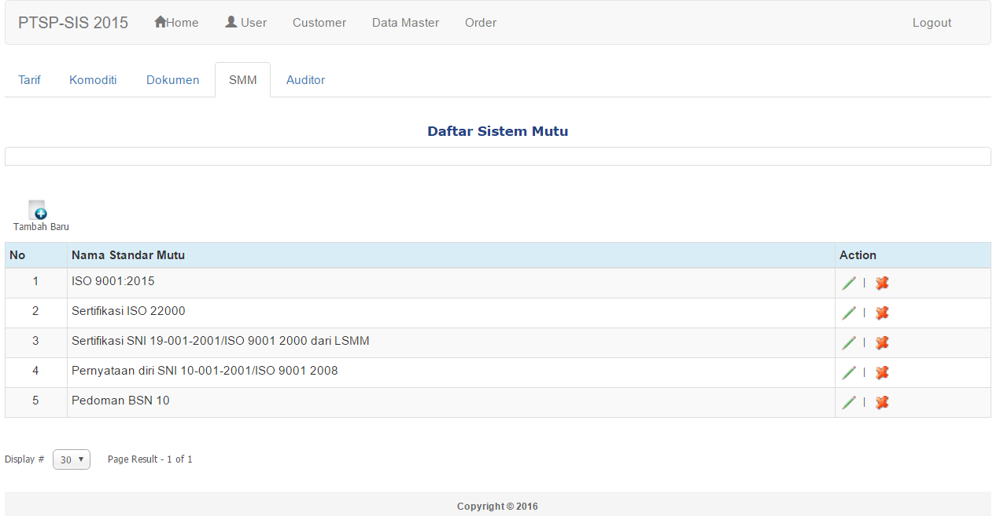 PTSP-SIS 2015 Home User Customer Data Master Order Logout
Tarif Komoditi Dokumen SMM Auditor
Daftar Sistem Mutu
Tambah Baru
No Nama Standar Mutu Action
1 ISO 9001:2015 |
2 Sertifikasi ISO 22000 |
3 Sertifikasi SNI 19-001-2001/ISO 9001 2000 dari LSMM |
4 Pernyataan diri SNI 10-001-2001/ISO 9001 2008 |
5 Pedoman BSN 10 |
Display # 30 Page Result - 1 of 1
Copyright © 2016